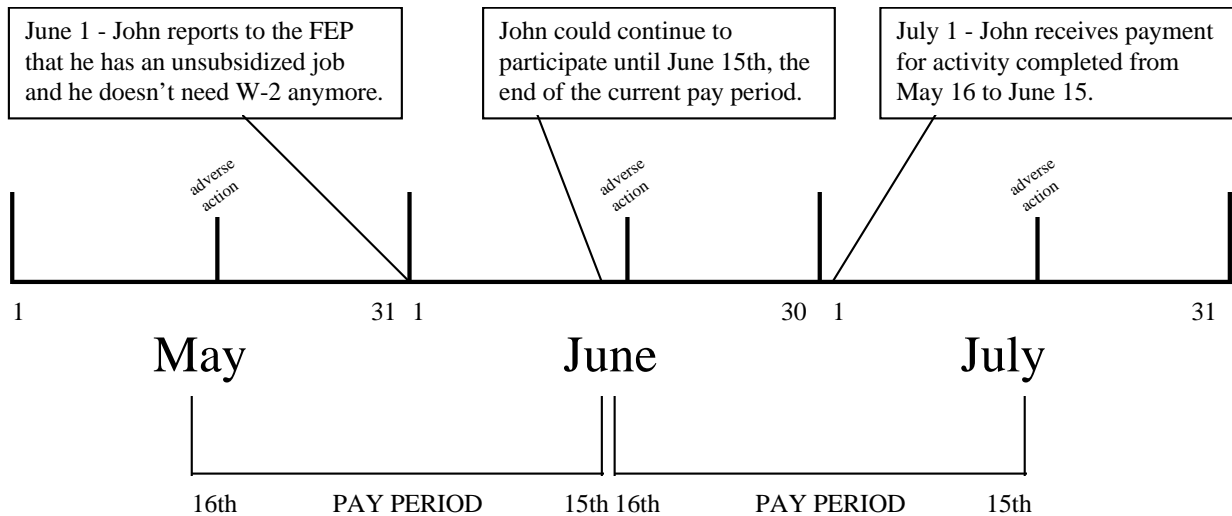 June 1 - John reports to the FEP
that he has an unsubsidized job
and he doesn't need W-2 anymore.
John could continue to
participate until June 15th, the
end of the current pay period.
July 1 - John receives payment
for activity completed from
May 16 to June 15.
adverse
action
adverse
action
adverse
action
1 31 1 30 1 31
May June July
16th PAY PERIOD 15th 16th PAY PERIOD 15th